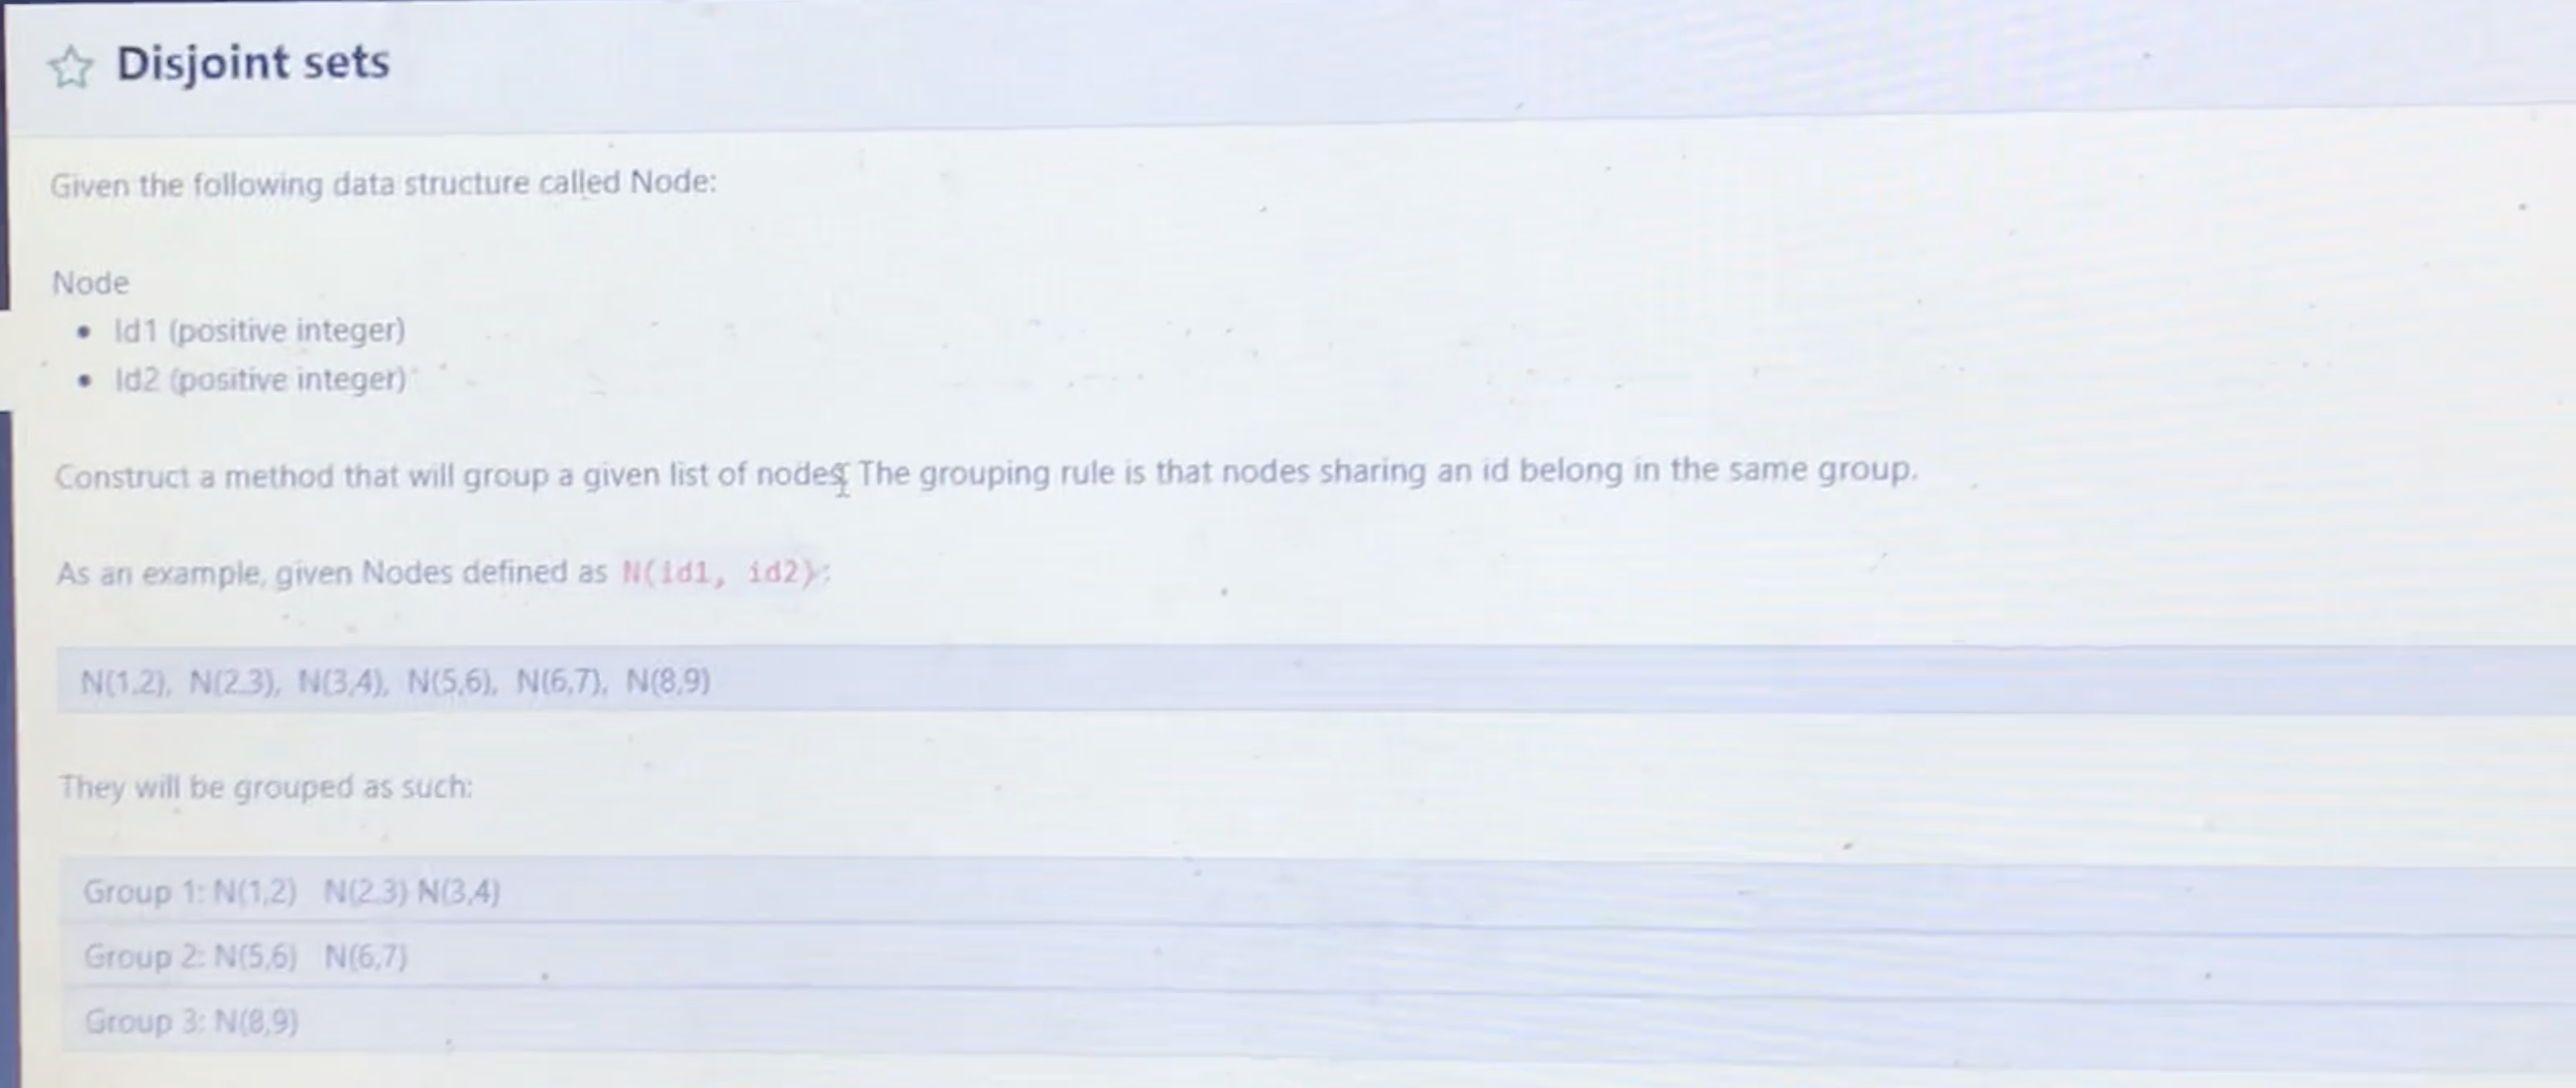 Disjoint sets
Given the following data structure called Node:
Node
• Id1 (positive integer)
• Id2 (positive integer)
Construct a method that will group a given list of nodes. The grouping rule is that nodes sharing an id belong in the same group.
As an example, given Nodes defined as N(id1, id2):
N(1,2), N(2,3), N(3,4), N(5,6), N(6,7), N(8,9)
They will be grouped as such:
Group 1: N(1,2) N(2,3) N(3,4)
Group 2: N(5,6) N(6,7)
Group 3: N(8,9)